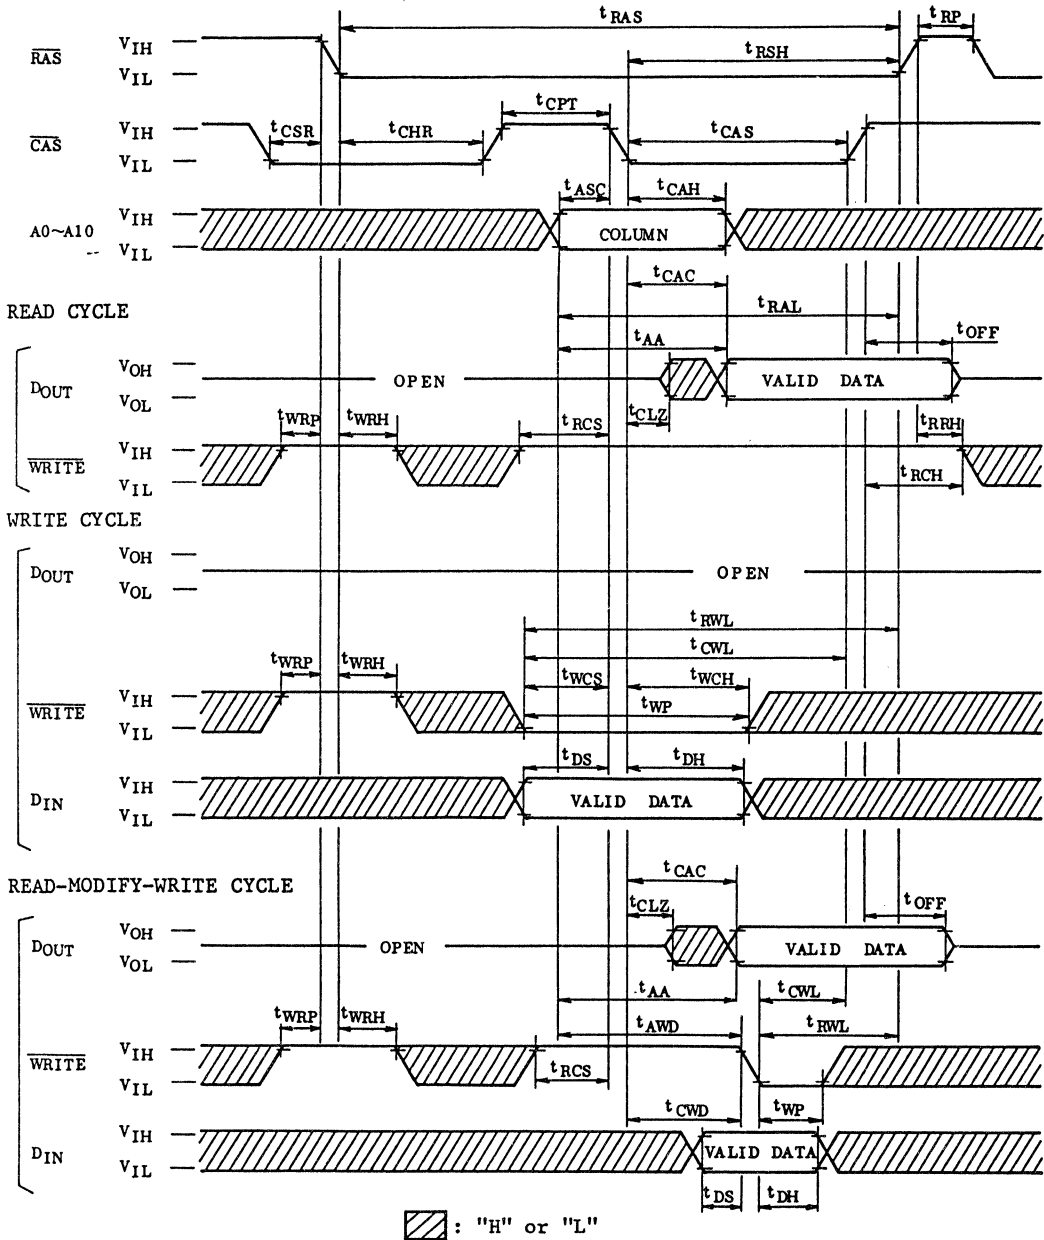 tRAS
tRP
RAS
VIH
VIL
tRSH
tCPT
CAS
VIH
VIL
tCSR
tCHR
tCAS
tASC
tCAH
A0~A10
VIH
VIL
COLUMN
tCAC
tRAL
READ CYCLE
tAA
tOFF
DOUT
VOH
VOL
OPEN
VALID DATA
tCLZ
tWRP
tWRH
tRCS
tRRH
WRITE
VIH
VIL
tRCH
WRITE CYCLE
DOUT
VOH
VOL
OPEN
tRWL
tCWL
tWRP
tWRH
tWCS
tWCH
WRITE
VIH
VIL
tWP
tDS
tDH
DIN
VIH
VIL
VALID DATA
READ-MODIFY-WRITE CYCLE
tCAC
tCLZ
tOFF
DOUT
VOH
VOL
OPEN
VALID DATA
tAA
tCWL
tWRP
tWRH
tAWD
tRWL
WRITE
VIH
VIL
tRCS
tCWD
tWP
DIN
VIH
VIL
VALID DATA
tDS
tDH
: "H" or "L"